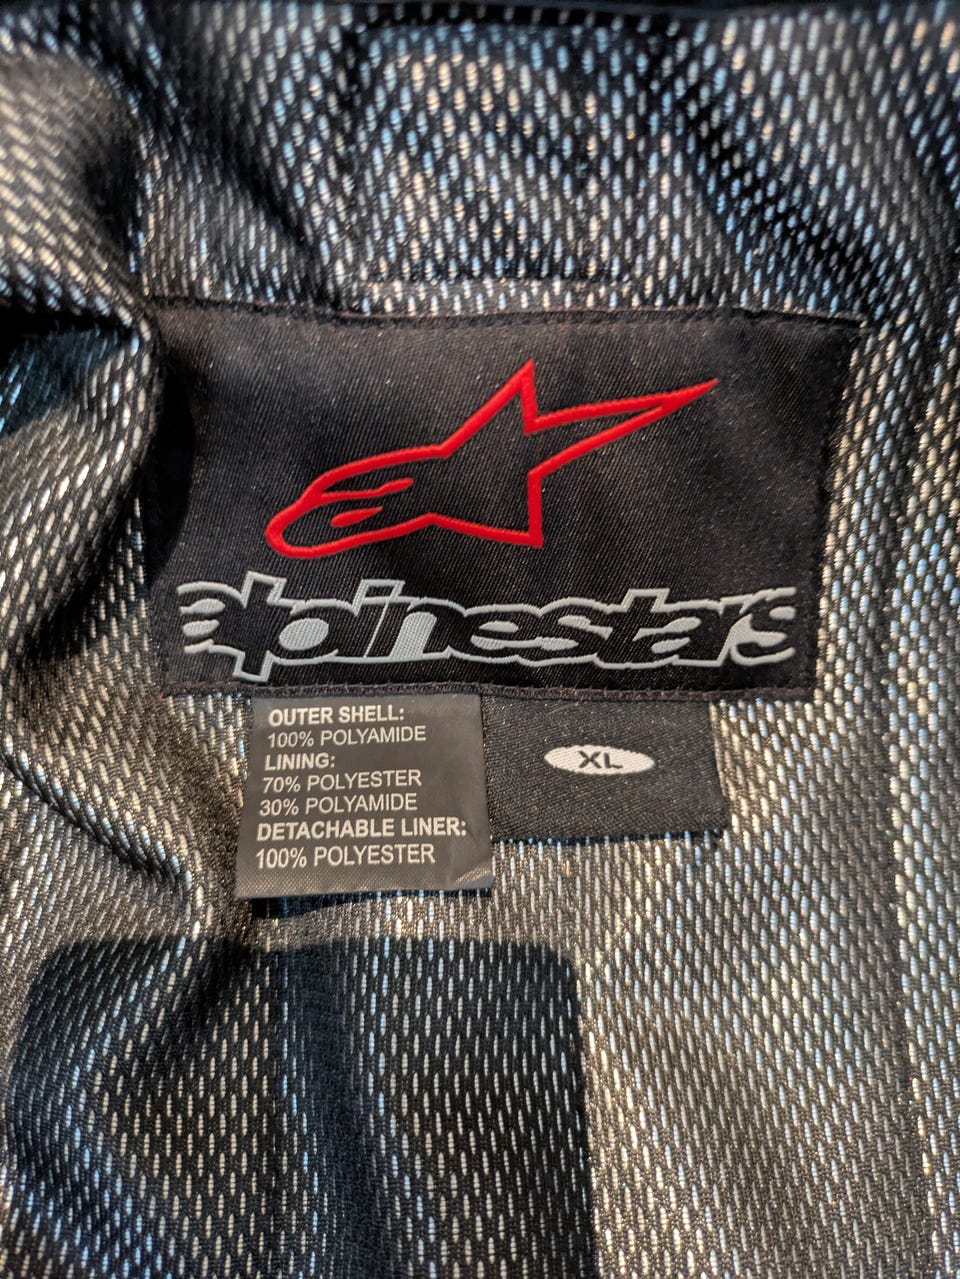 alpinestars
OUTER SHELL:
100% POLYAMIDE
LINING:
70% POLYESTER
30% POLYAMIDE
DETACHABLE LINER:
100% POLYESTER
XL